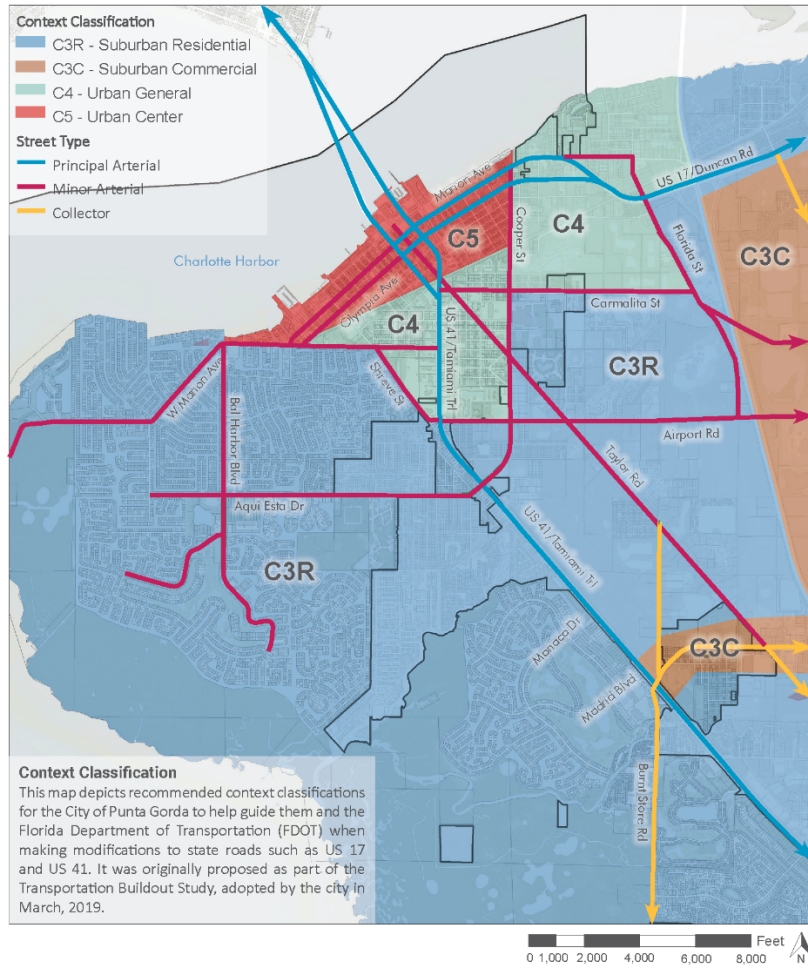 Context Classification
C3R - Suburban Residential
C3C - Suburban Commercial
C4 - Urban General
C5 - Urban Center
Street Type
Principal Arterial
Minor Arterial
Collector
Marion Ave
US 17/Duncan Rd
C5
Cooper St
C4
Florida St
C3C
Charlotte Harbor
Olympia Ave
Carmalita St
C4
US 41/Tamiami Trl
C3R
W Marion Ave
Shreve St
Bal Harbor Blvd
Airport Rd
Taylor Rd
Aqui Esta Dr
US 41/Tamiami Trl
C3R
Monaco Dr
C3C
Madrid Blvd
Burnt Store Rd
Context Classification
This map depicts recommended context classifications
for the City of Punta Gorda to help guide them and the
Florida Department of Transportation (FDOT) when
making modifications to state roads such as US 17
and US 41. It was originally proposed as part of the
Transportation Buildout Study, adopted by the city in
March, 2019.
Feet
0 1,000 2,000 4,000 6,000 8,000
N